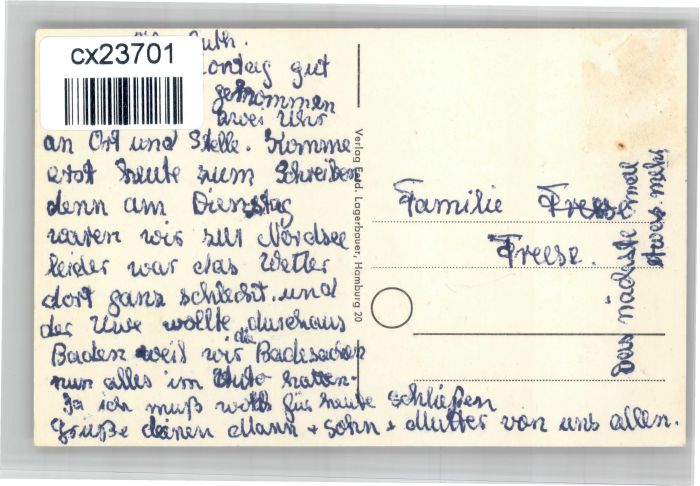 cx23701
Ruth.
Montag gut
gekommen
zwei Uhr
an Ort und Stelle. Komme
erst heute zum Schreiben
denn am Dienstag
waren wir zur Nordsee
leider war das Wetter
dort ganz schlecht. und
der Uwe wollte durchaus
Baden weil wir die Badesachen
nun alles im Auto hatten.
Ja ich muß wohl für heute schließen
Grüße deinen Mann + Sohn + Mutter von uns allen.
Verlag Ferd. Lagerbauer, Hamburg 20
Familie Freese
Freese.
Das nächste mal
etwas mehr